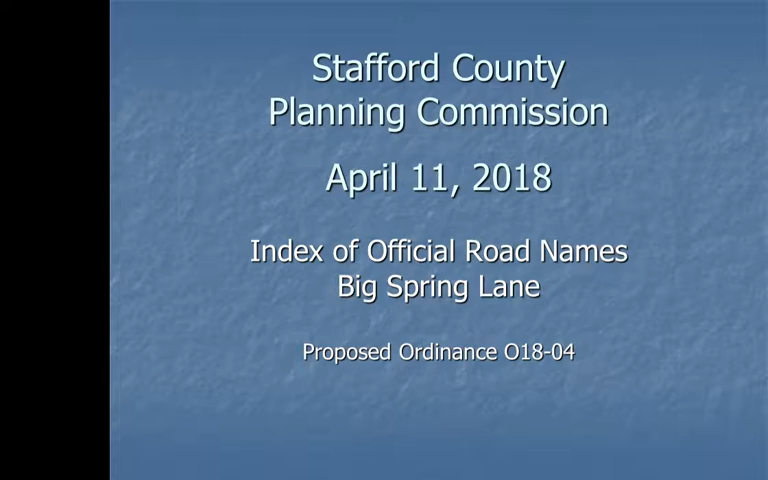 Stafford County
Planning Commission
April 11, 2018
Index of Official Road Names
Big Spring Lane
Proposed Ordinance O18-04